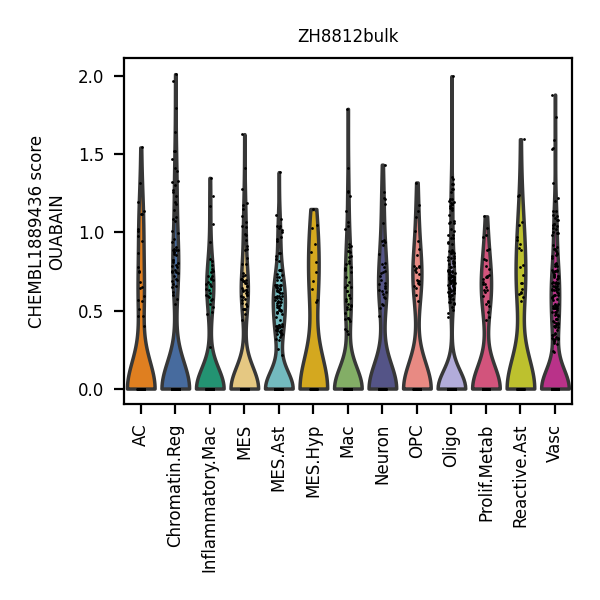 ZH8812bulk
CHEMBL1889436 score
OUABAIN
2.0
1.5
1.0
0.5
0.0
AC
Chromatin.Reg
Inflammatory.Mac
MES
MES.Ast
MES.Hyp
Mac
Neuron
OPC
Oligo
Prolif.Metab
Reactive.Ast
Vasc